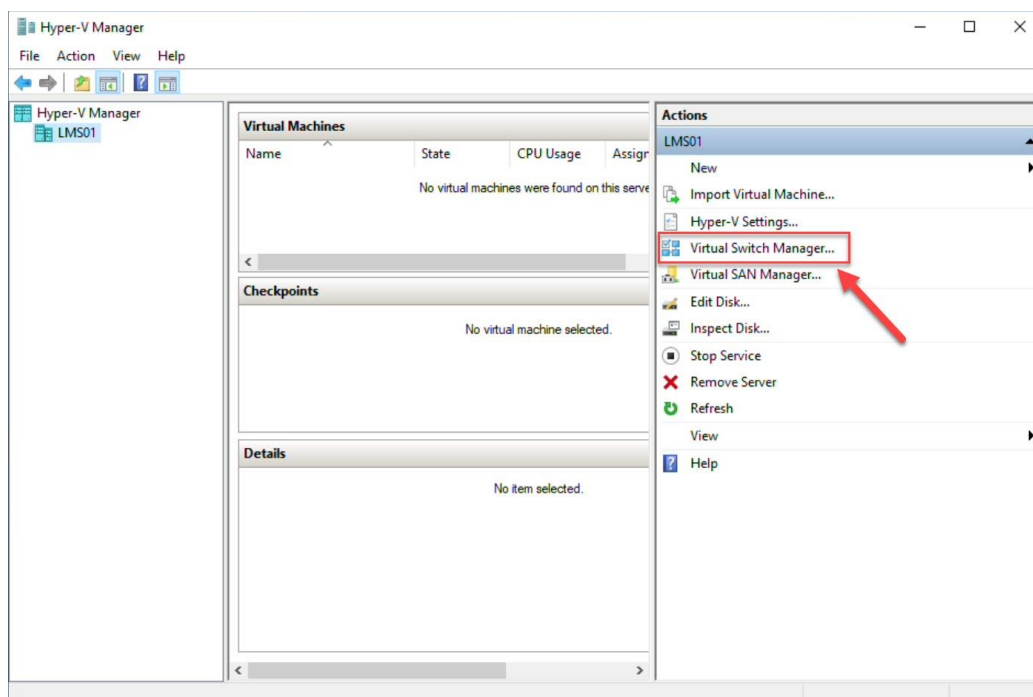 Hyper-V Manager
File Action View Help
Hyper-V Manager
LMS01
Virtual Machines
Name State CPU Usage Assigr
No virtual machines were found on this serve
Checkpoints
No virtual machine selected.
Details
No item selected.
Actions
LMS01
New
Import Virtual Machine...
Hyper-V Settings...
Virtual Switch Manager...
Virtual SAN Manager...
Edit Disk...
Inspect Disk...
Stop Service
Remove Server
Refresh
View
Help